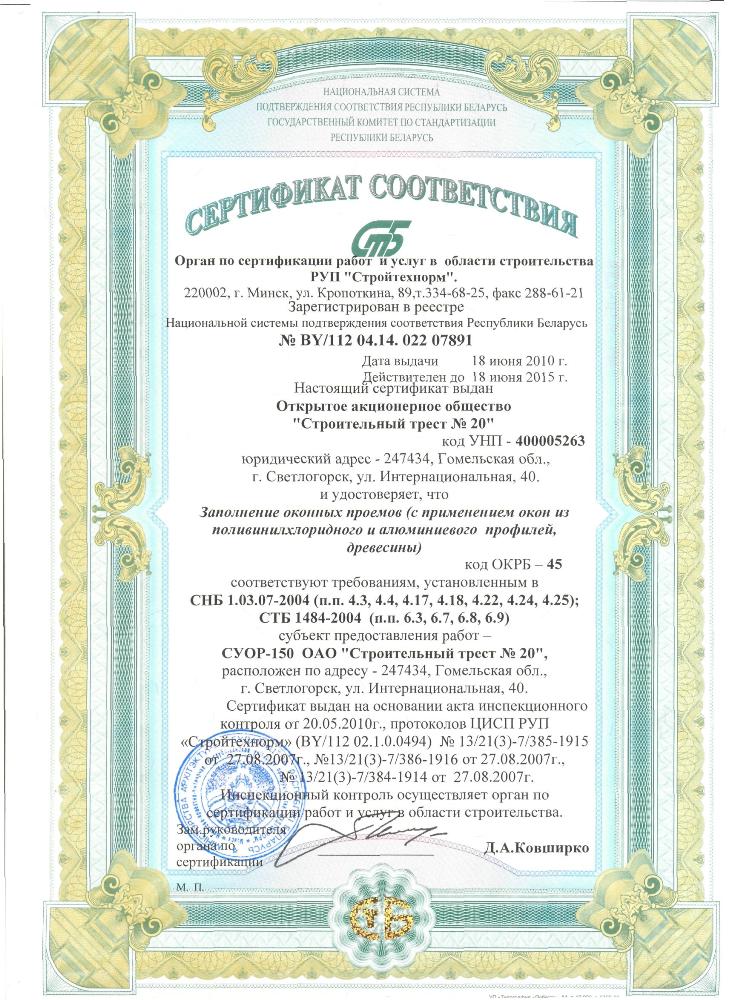 НАЦИОНАЛЬНАЯ СИСТЕМА
ПОДТВЕРЖДЕНИЯ СООТВЕТСТВИЯ РЕСПУБЛИКИ БЕЛАРУСЬ
ГОСУДАРСТВЕННЫЙ КОМИТЕТ ПО СТАНДАРТИЗАЦИИ
РЕСПУБЛИКИ БЕЛАРУСЬ
СЕРТИФИКАТ СООТВЕТСТВИЯ
СТБ
Орган по сертификации работ и услуг в области строительства
РУП "Стройтехнорм".
220002, г. Минск, ул. Кропоткина, 89,т.334-68-25, факс 288-61-21
Зарегистрирован в реестре
Национальной системы подтверждения соответствия Республики Беларусь
№ BY/112 04.14. 022 07891
Дата выдачи 18 июня 2010 г.
Действителен до 18 июня 2015 г.
Настоящий сертификат выдан
Открытое акционерное общество
"Строительный трест № 20"
код УНП - 400005263
юридический адрес - 247434, Гомельская обл.,
г. Светлогорск, ул. Интернациональная, 40.
и удостоверяет, что
Заполнение оконных проемов (с применением окон из
поливинилхлоридного и алюминиевого профилей,
древесины)
код ОКРБ – 45
соответствуют требованиям, установленным в
СНБ 1.03.07-2004 (п.п. 4.3, 4.4, 4.17, 4.18, 4.22, 4.24, 4.25);
СТБ 1484-2004 (п.п. 6.3, 6.7, 6.8, 6.9)
субъект предоставления работ –
СУОР-150 ОАО "Строительный трест № 20",
расположен по адресу - 247434, Гомельская обл.,
г. Светлогорск, ул. Интернациональная, 40.
Сертификат выдан на основании акта инспекционного
контроля от 20.05.2010г., протоколов ЦИСП РУП
«Стройтехнорм» (BY/112 02.1.0.0494) № 13/21(3)-7/385-1915
от 27.08.2007г., №13/21(3)-7/386-1916 от 27.08.2007г.,
№ 13/21(3)-7/384-1914 от 27.08.2007г.
Инспекционный контроль осуществляет орган по
сертификации работ и услуг в области строительства.
Зам.руководителя
органа по
сертификации
Д.А.Ковширко
М. П.
СТБ